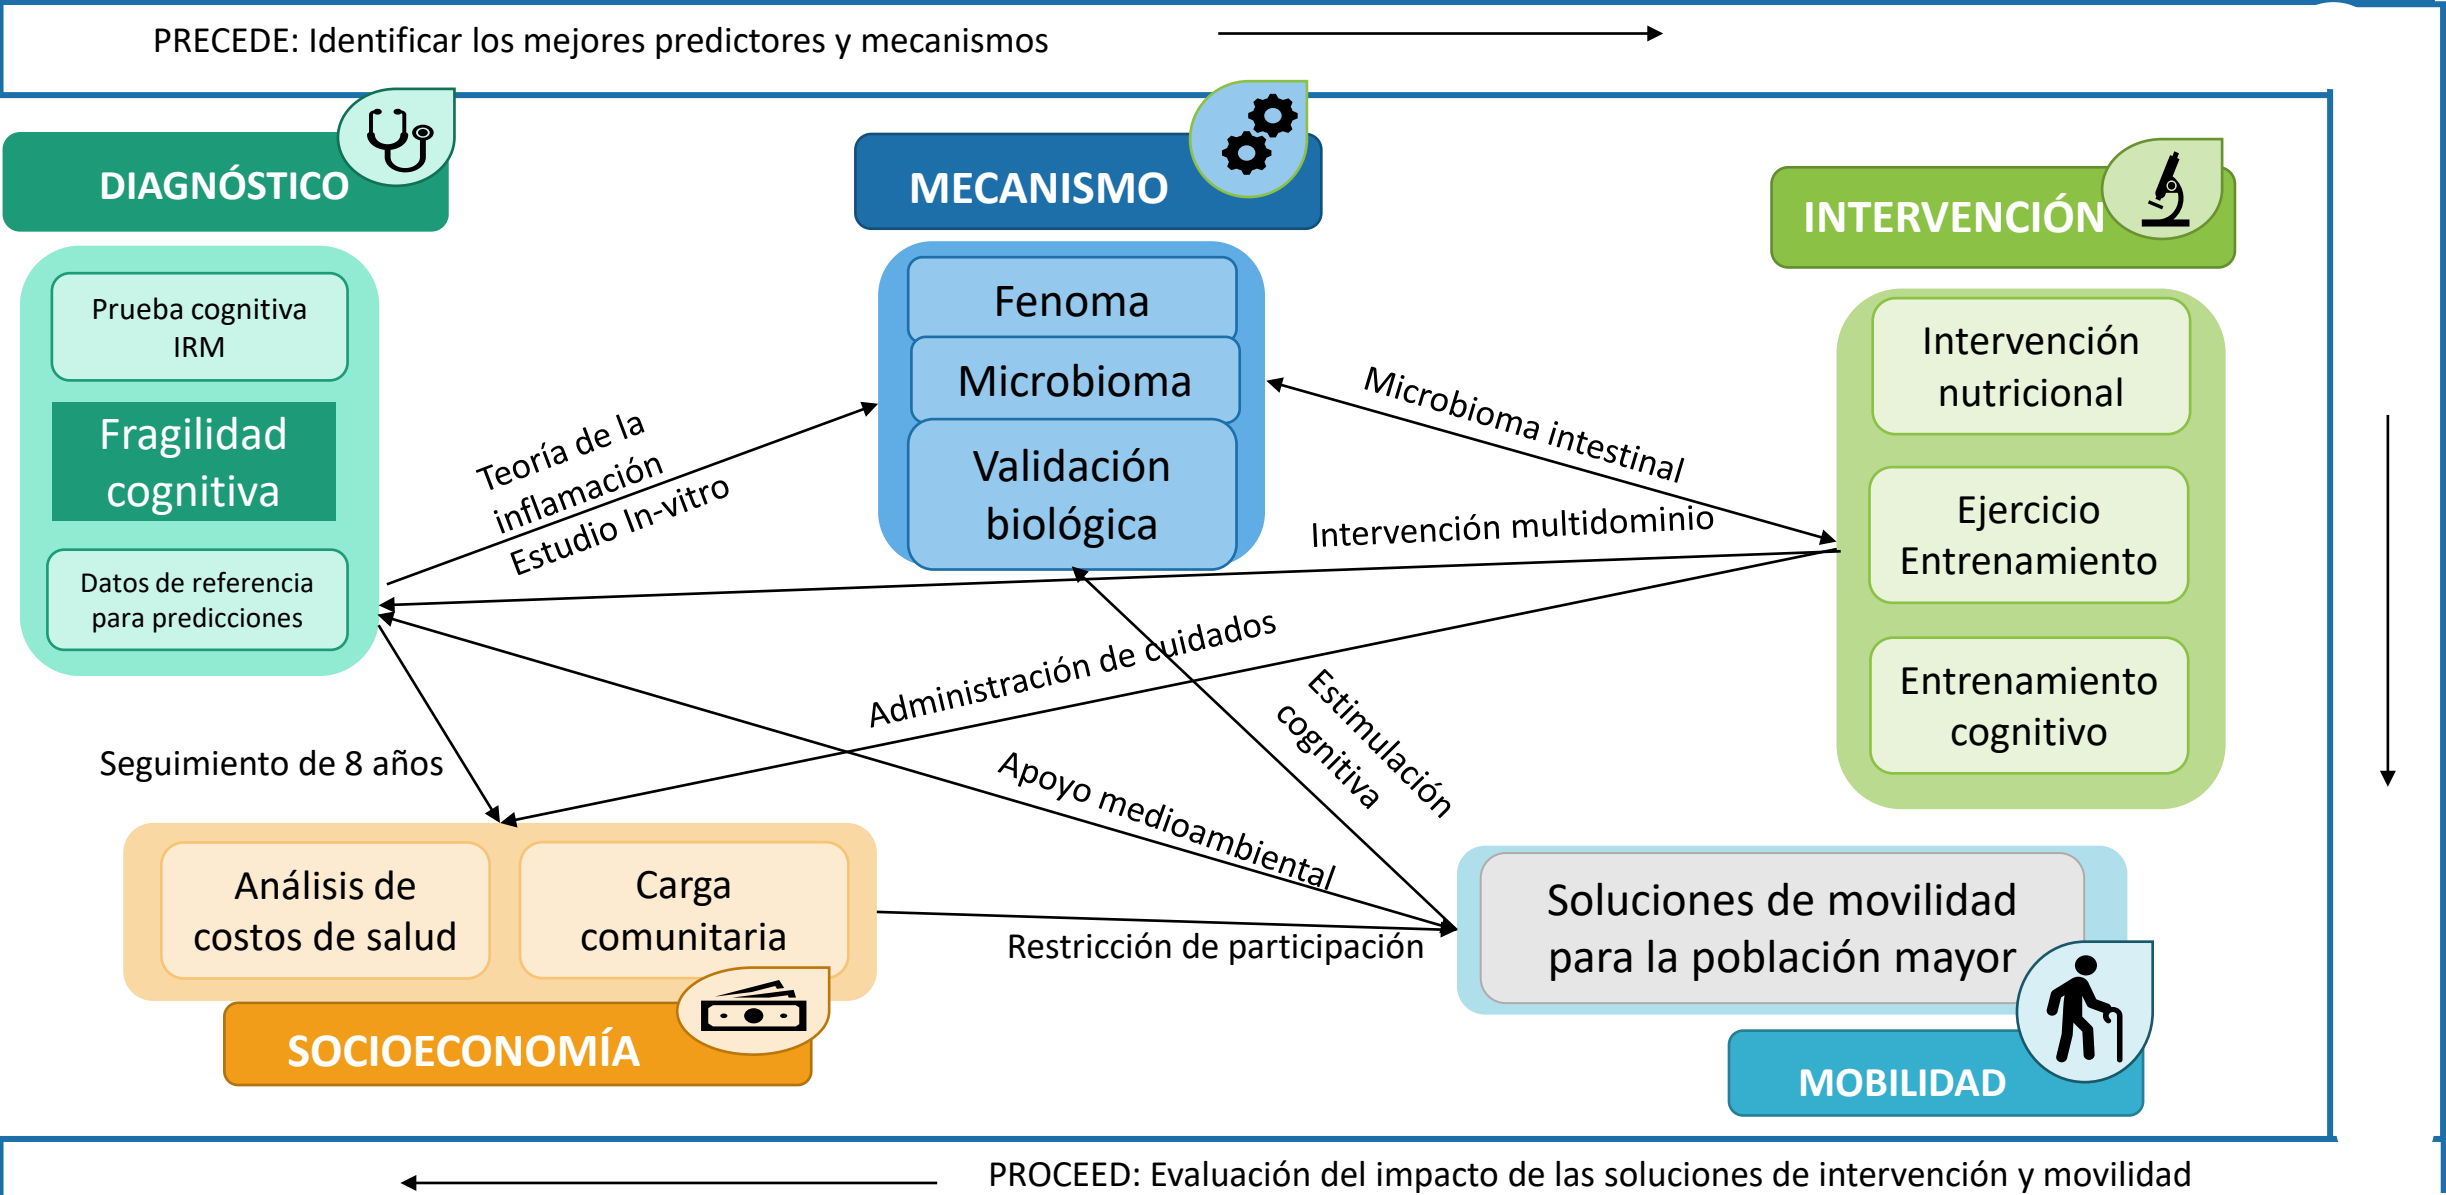 PRECEDE: Identificar los mejores predictores y mecanismos
DIAGNÓSTICO
MECANISMO
INTERVENCIÓN
Prueba cognitiva
IRM
Fragilidad
cognitiva
Datos de referencia
para predicciones
Teoría de la
inflamación
Estudio In-vitro
Fenoma
Microbioma
Validación
biológica
Microbioma intestinal
Intervención multidominio
Intervención
nutricional
Ejercicio
Entrenamiento
Entrenamiento
cognitivo
Administración de cuidados
Estimulación
cognitiva
Seguimiento de 8 años
Apoyo medioambiental
Análisis de
costos de salud
Carga
comunitaria
Restricción de participación
Soluciones de movilidad
para la población mayor
SOCIOECONOMÍA
MOBILIDAD
PROCEED: Evaluación del impacto de las soluciones de intervención y movilidad